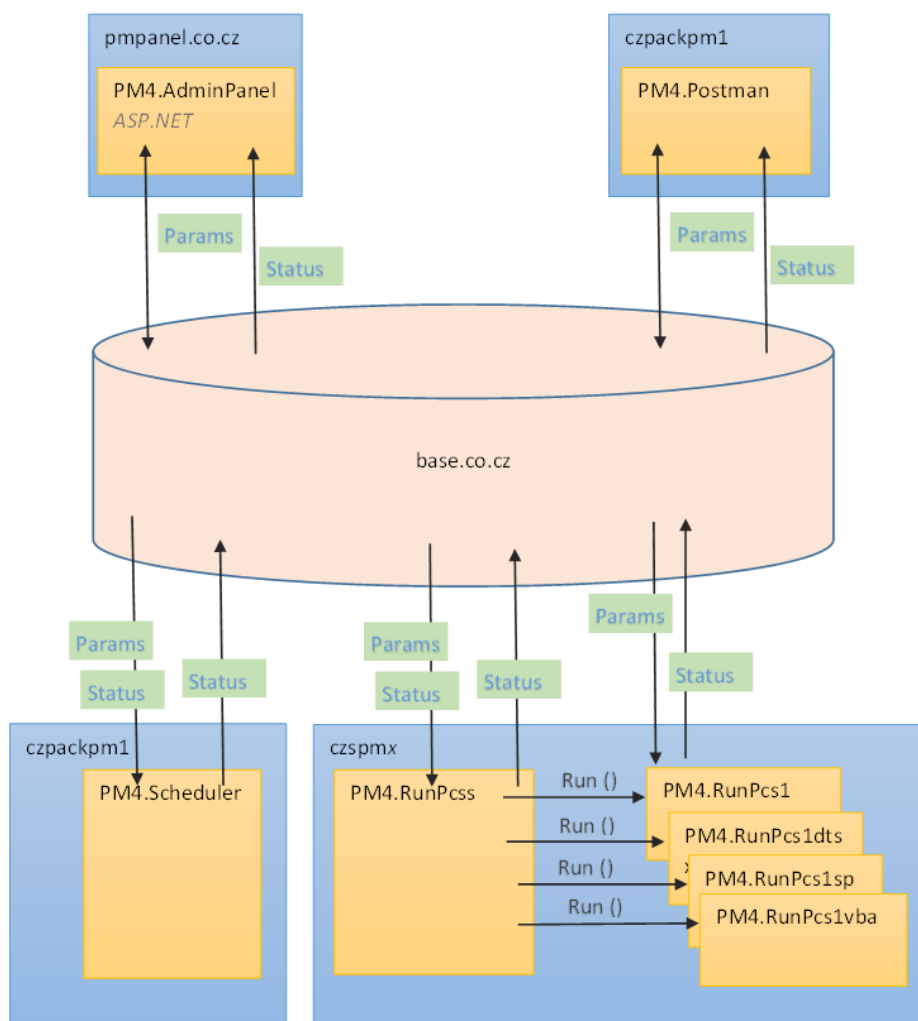 pmpanel.co.cz
PM4.AdminPanel
ASP.NET
czpackpm1
PM4.Postman
Params
Status
Params
Status
base.co.cz
Params
Status
Status
Params
Status
Status
Params
Status
czpackpm1
PM4.Scheduler
czspmx
PM4.RunPcss
Run ()
Run ()
Run ()
Run ()
PM4.RunPcs1
PM4.RunPcs1dts
PM4.RunPcs1sp
PM4.RunPcs1vba